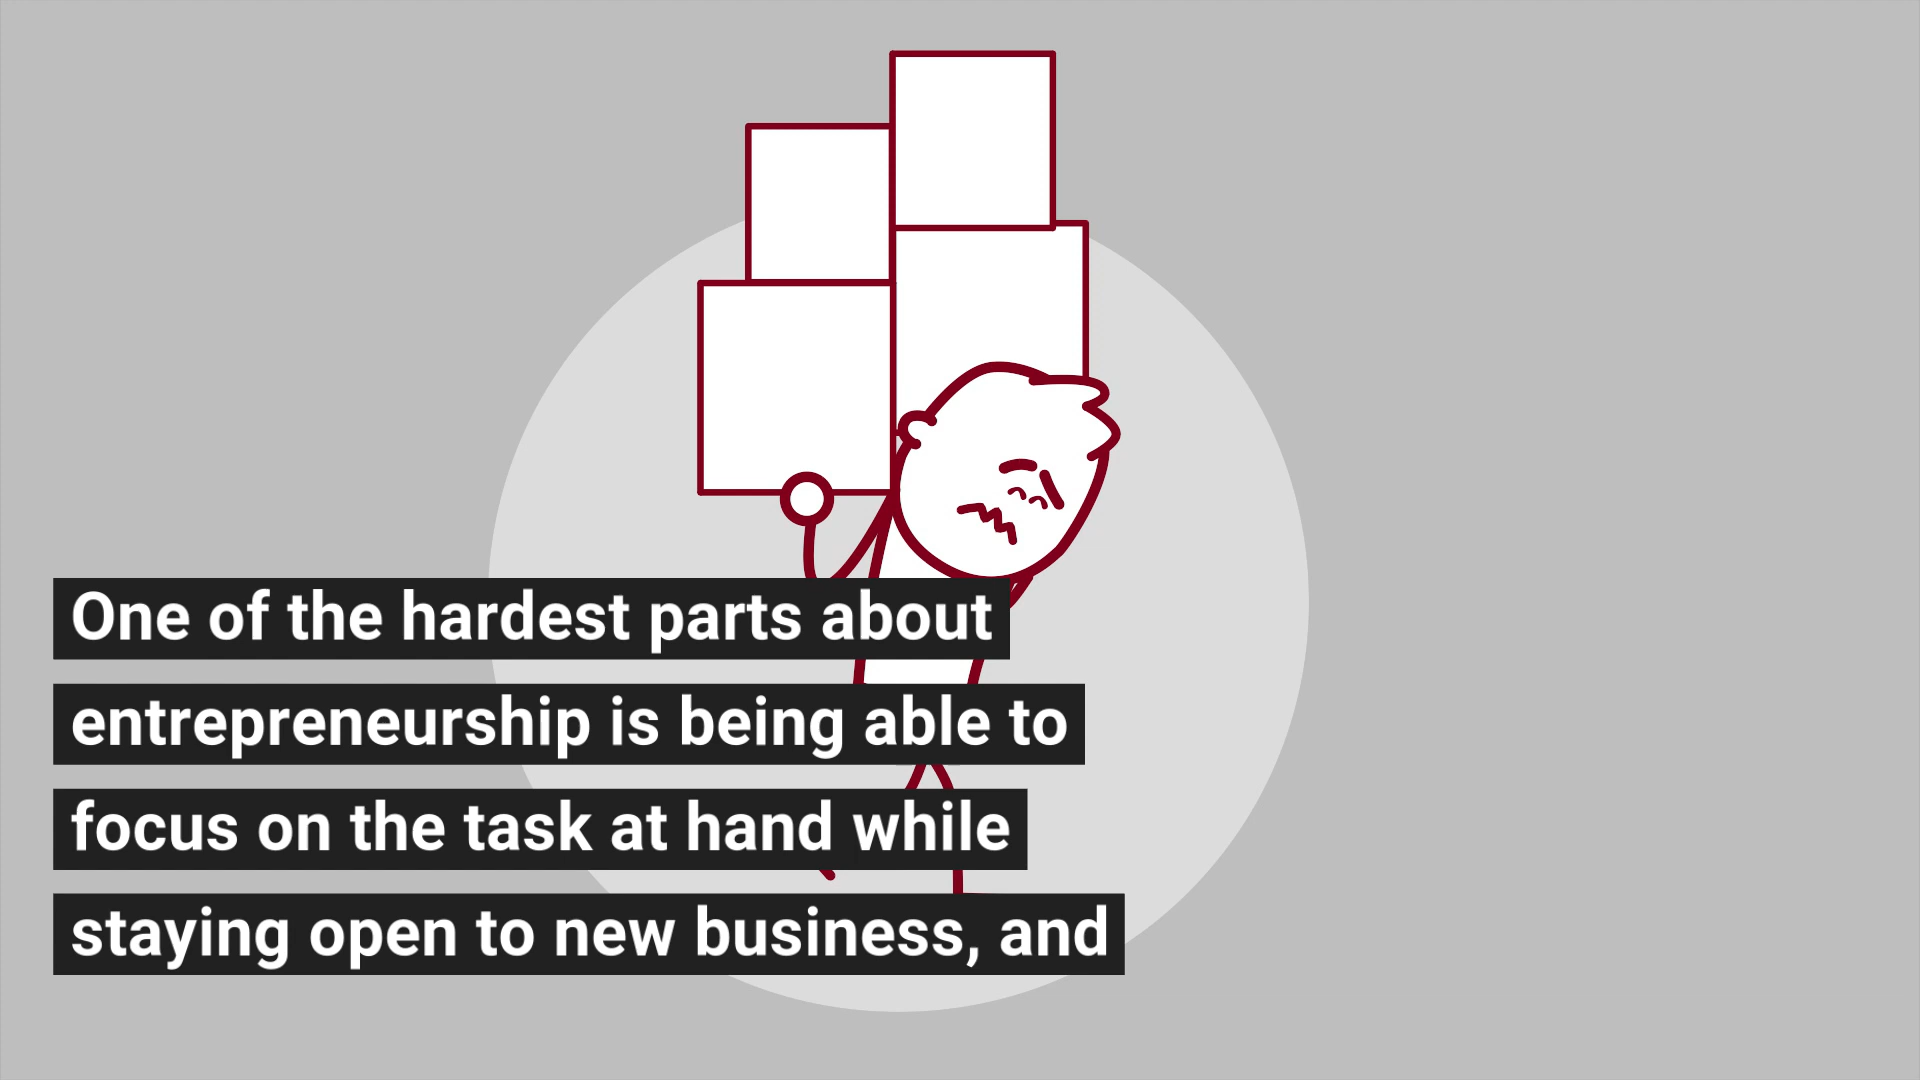 One of the hardest parts about
entrepreneurship is being able to
focus on the task at hand while
staying open to new business, and